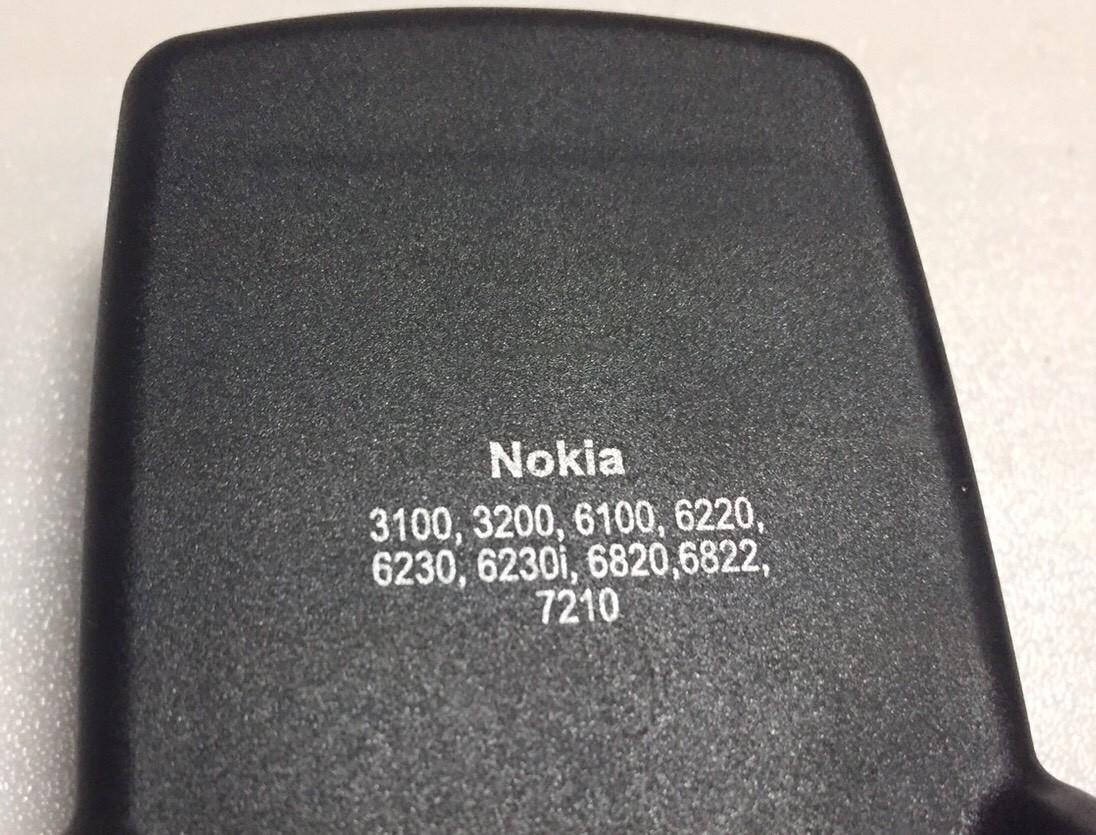 Nokia
3100, 3200, 6100, 6220,
6230, 6230i, 6820,6822,
7210